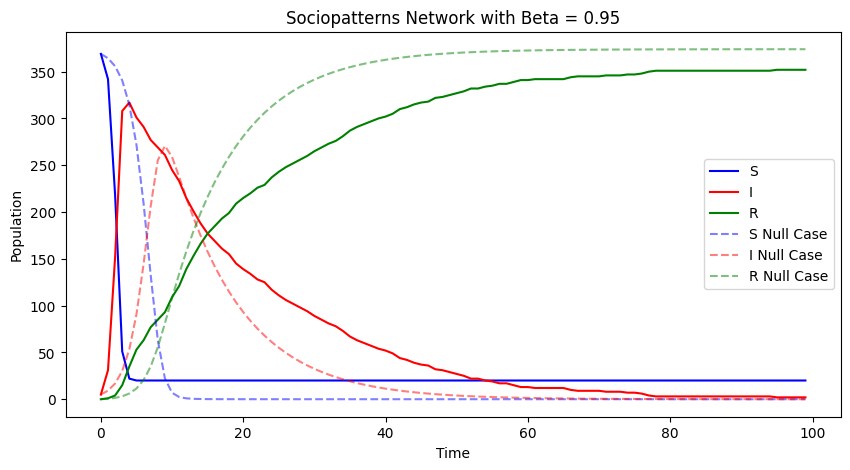 Sociopatterns Network with Beta = 0.95
Population
350
300
250
200
150
100
50
0
0 20 40 60 80 100
Time
S
I
R
S Null Case
I Null Case
R Null Case